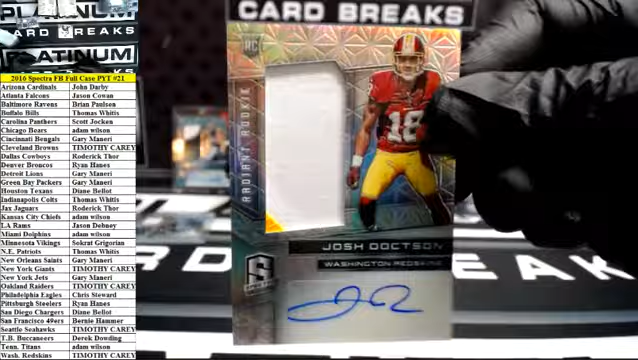 PLATINUM
CARD BREAKS
PLATINUM
2016 Spectra FB Full Case PYT #21
Arizona Cardinals John Darby
Atlanta Falcons Jason Cowan
Baltimore Ravens Brian Paulsen
Buffalo Bills Thomas Whitis
Carolina Panthers Scott Jocken
Chicago Bears adam wilson
Cincinnati Bengals Gary Maneri
Cleveland Browns TIMOTHY CAREY
Dallas Cowboys Roderick Thor
Denver Broncos Ryan Hanes
Detroit Lions Gary Maneri
Green Bay Packers Gary Maneri
Houston Texans Diane Bellot
Indianapolis Colts Thomas Whitis
Jax Jaguars Roderick Thor
Kansas City Chiefs adam wilson
LA Rams Jason Debney
Miami Dolphins adam wilson
Minnesota Vikings Sokrat Grigorian
N.E. Patriots Thomas Whitis
New Orleans Saints Gary Maneri
New York Giants TIMOTHY CAREY
New York Jets Gary Maneri
Oakland Raiders TIMOTHY CAREY
Philadelphia Eagles Chris Steward
Pittsburgh Steelers Ryan Hanes
San Diego Chargers Diane Bellot
San Francisco 49ers Bernie Hammer
Seattle Seahawks TIMOTHY CAREY
T.B. Buccaneers Derek Dowding
Tenn. Titans adam wilson
Wash. Redskins TIMOTHY CAREY
CARD BREAKS
RC
RADIANT ROOKIE
18
JOSH DOCTSON
WASHINGTON REDSKINS
CARD BREAK